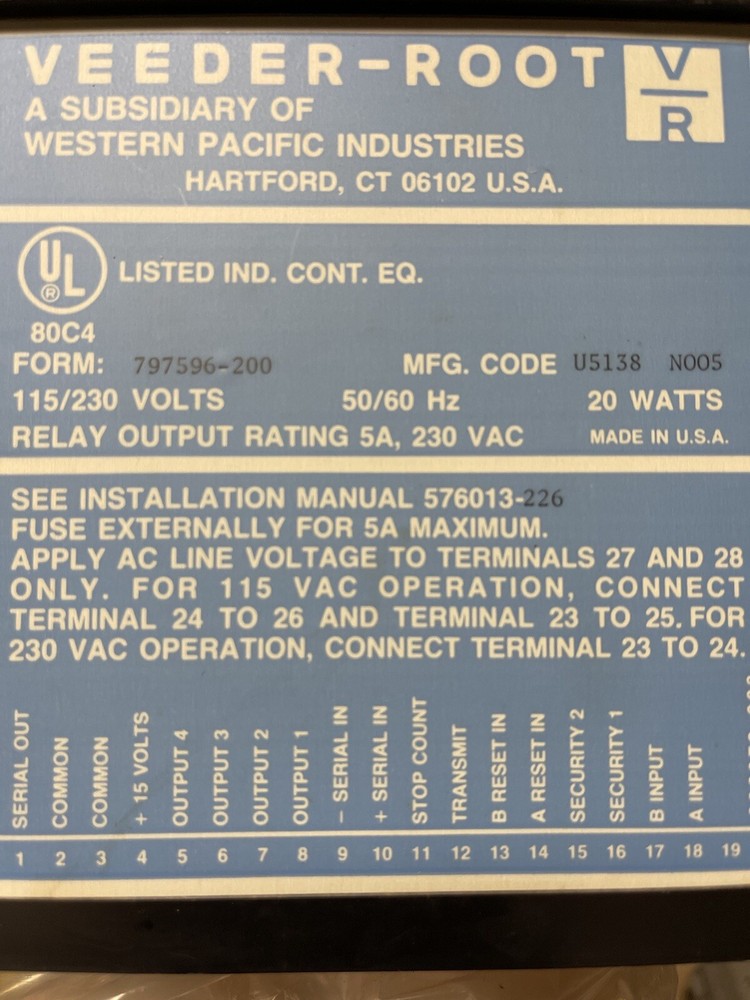 VEEDER-ROOT
V
R
A SUBSIDIARY OF
WESTERN PACIFIC INDUSTRIES
HARTFORD, CT 06102 U.S.A.
UL
®
LISTED IND. CONT. EQ.
80C4
FORM: 797596-200 MFG. CODE U5138 N005
115/230 VOLTS 50/60 Hz 20 WATTS
RELAY OUTPUT RATING 5A, 230 VAC MADE IN U.S.A.
SEE INSTALLATION MANUAL 576013-226
FUSE EXTERNALLY FOR 5A MAXIMUM.
APPLY AC LINE VOLTAGE TO TERMINALS 27 AND 28
ONLY. FOR 115 VAC OPERATION, CONNECT
TERMINAL 24 TO 26 AND TERMINAL 23 TO 25. FOR
230 VAC OPERATION, CONNECT TERMINAL 23 TO 24.
SERIAL OUT
COMMON
COMMON
+ 15 VOLTS
OUTPUT 4
OUTPUT 3
OUTPUT 2
OUTPUT 1
- SERIAL IN
+ SERIAL IN
STOP COUNT
TRANSMIT
B RESET IN
A RESET IN
SECURITY 2
SECURITY 1
B INPUT
A INPUT
1 2 3 4 5 6 7 8 9 10 11 12 13 14 15 16 17 18 19